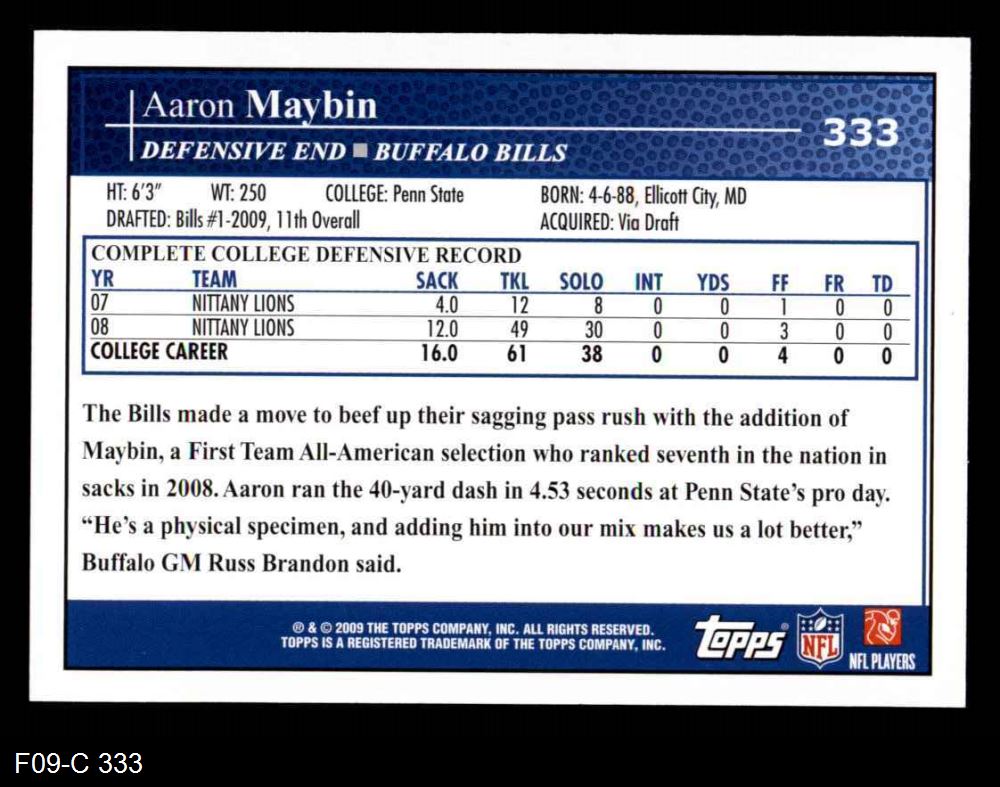 Aaron Maybin
333
DEFENSIVE END ■ BUFFALO BILLS
HT: 6'3" WT: 250 COLLEGE: Penn State BORN: 4-6-88, Ellicott City, MD
DRAFTED: Bills #1-2009, 11th Overall ACQUIRED: Via Draft
COMPLETE COLLEGE DEFENSIVE RECORD
YR TEAM SACK TKL SOLO INT YDS FF FR TD
07 NITTANY LIONS 4.0 12 8 0 0 1 0 0
08 NITTANY LIONS 12.0 49 30 0 0 3 0 0
COLLEGE CAREER 16.0 61 38 0 0 4 0 0
The Bills made a move to beef up their sagging pass rush with the addition of
Maybin, a First Team All-American selection who ranked seventh in the nation in
sacks in 2008. Aaron ran the 40-yard dash in 4.53 seconds at Penn State's pro day.
“He's a physical specimen, and adding him into our mix makes us a lot better,”
Buffalo GM Russ Brandon said.
® & © 2009 THE TOPPS COMPANY, INC. ALL RIGHTS RESERVED.
TOPPS IS A REGISTERED TRADEMARK OF THE TOPPS COMPANY, INC.
Topps®
NFL
NFL PLAYERS
F09-C 333